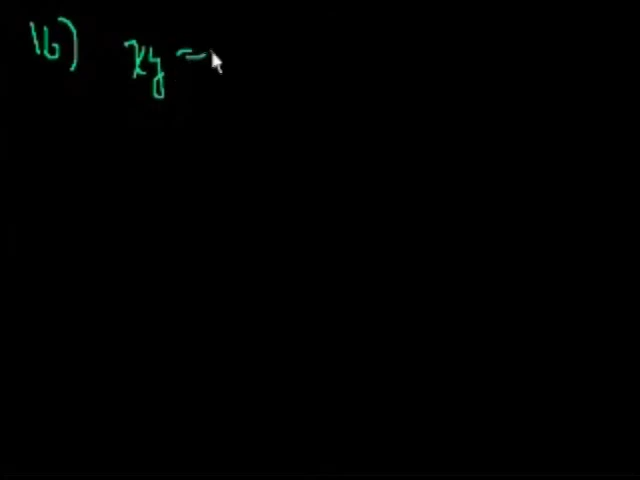 16) xy =